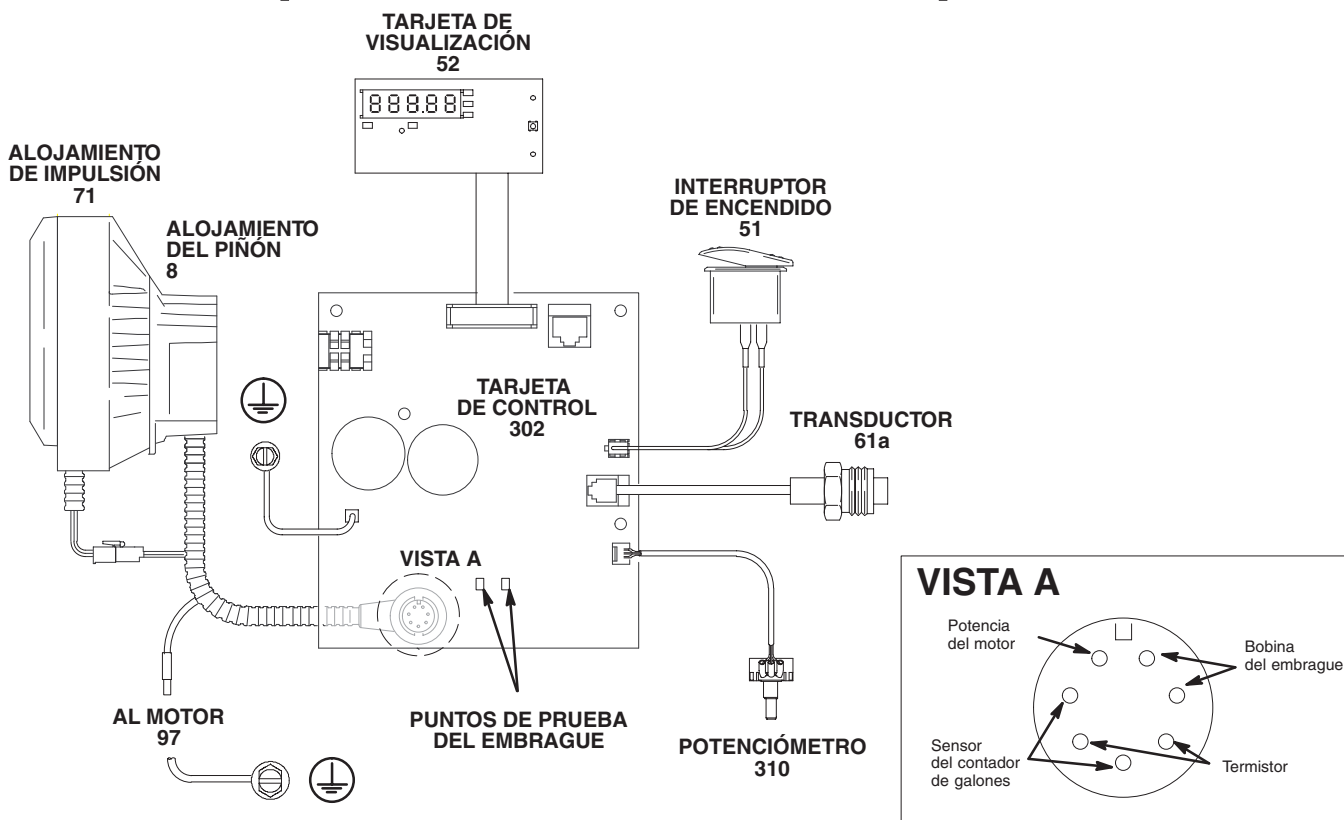 TARJETA DE
VISUALIZACIÓN
52
888.88
ALOJAMIENTO
DE IMPULSIÓN
71
ALOJAMIENTO
DEL PIÑÓN
8
INTERRUPTOR
DE ENCENDIDO
51
TARJETA
DE CONTROL
302
TRANSDUCTOR
61a
VISTA A
AL MOTOR
97
PUNTOS DE PRUEBA
DEL EMBRAGUE
POTENCIÓMETRO
310
VISTA A
Potencia
del motor
Bobina
del embrague
Sensor
del contador
de galones
Termistor